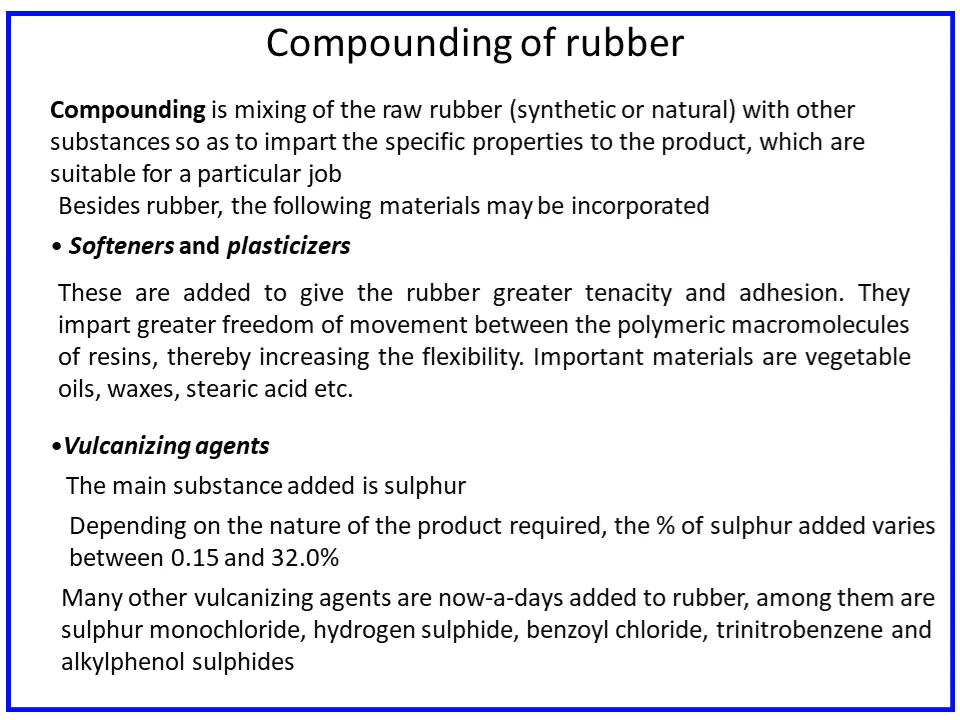 Compounding of rubber
Compounding is mixing of the raw rubber (synthetic or natural) with other
substances so as to impart the specific properties to the product, which are
suitable for a particular job
Besides rubber, the following materials may be incorporated
• Softeners and plasticizers
These are added to give the rubber greater tenacity and adhesion. They
impart greater freedom of movement between the polymeric macromolecules
of resins, thereby increasing the flexibility. Important materials are vegetable
oils, waxes, stearic acid etc.
•Vulcanizing agents
The main substance added is sulphur
Depending on the nature of the product required, the % of sulphur added varies
between 0.15 and 32.0%
Many other vulcanizing agents are now-a-days added to rubber, among them are
sulphur monochloride, hydrogen sulphide, benzoyl chloride, trinitrobenzene and
alkylphenol sulphides